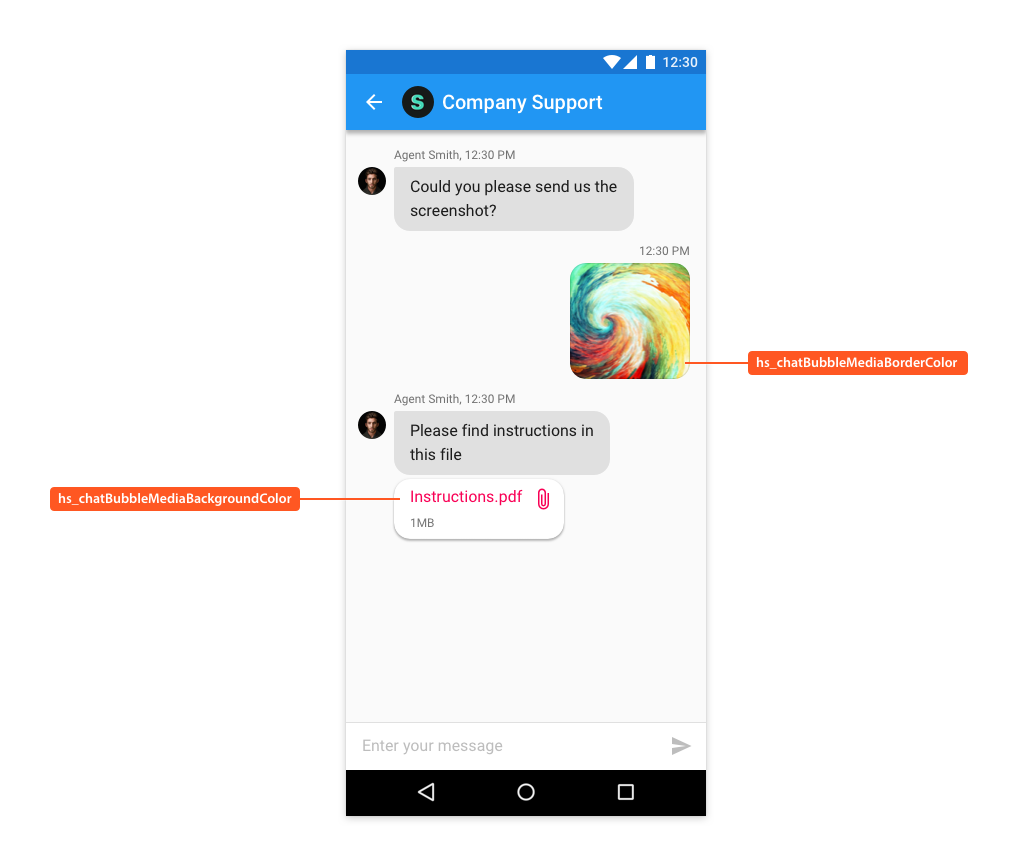 12:30
S Company Support
Agent Smith, 12:30 PM
Could you please send us the
screenshot?
12:30 PM
hs_chatBubbleMediaBorderColor
Agent Smith, 12:30 PM
Please find instructions in
this file
hs_chatBubbleMediaBackgroundColor
Instructions.pdf
1MB
Enter your message